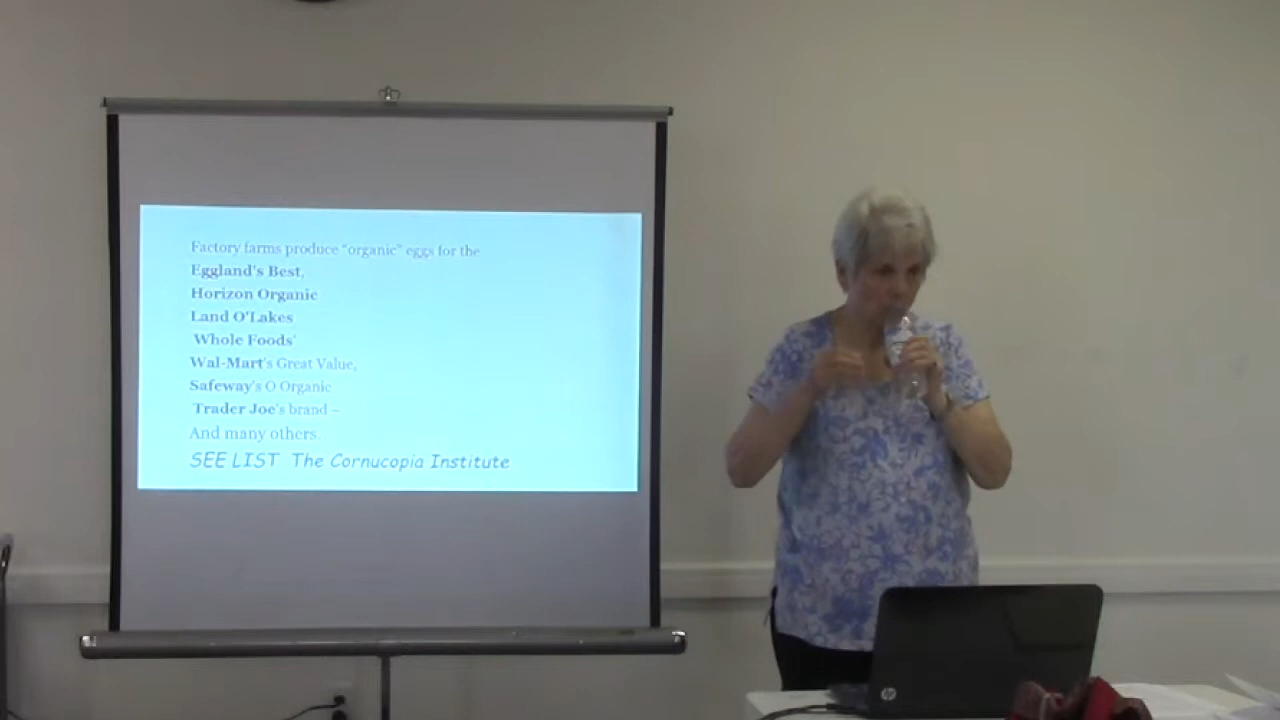 Factory farms produce “organic” eggs for the
Eggland's Best,
Horizon Organic
Land O'Lakes
Whole Foods'
Wal-Mart's Great Value,
Safeway's O Organic
Trader Joe's brand –
And many others.
SEE LIST The Cornucopia Institute
hp